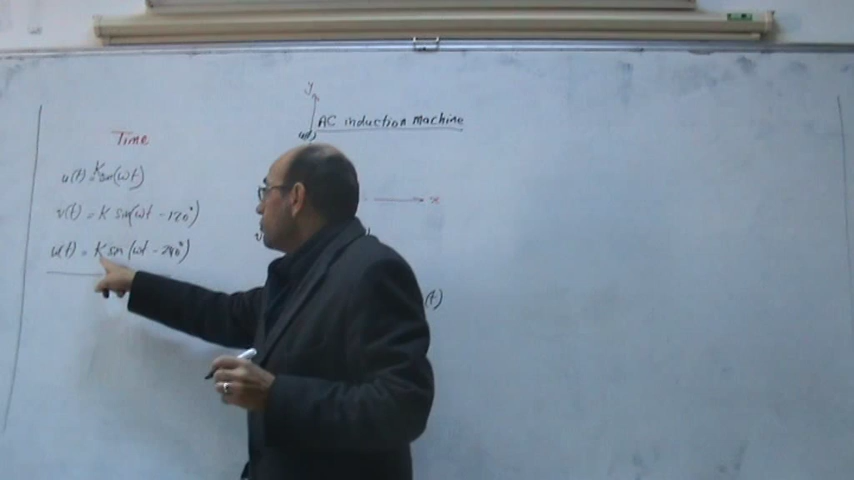 y
AC induction machine
Time
u(t) = K sin(ωt)
x
v(t) = K sin(ωt - 120°)
w(t) = K sin(ωt - 240°)
(t)